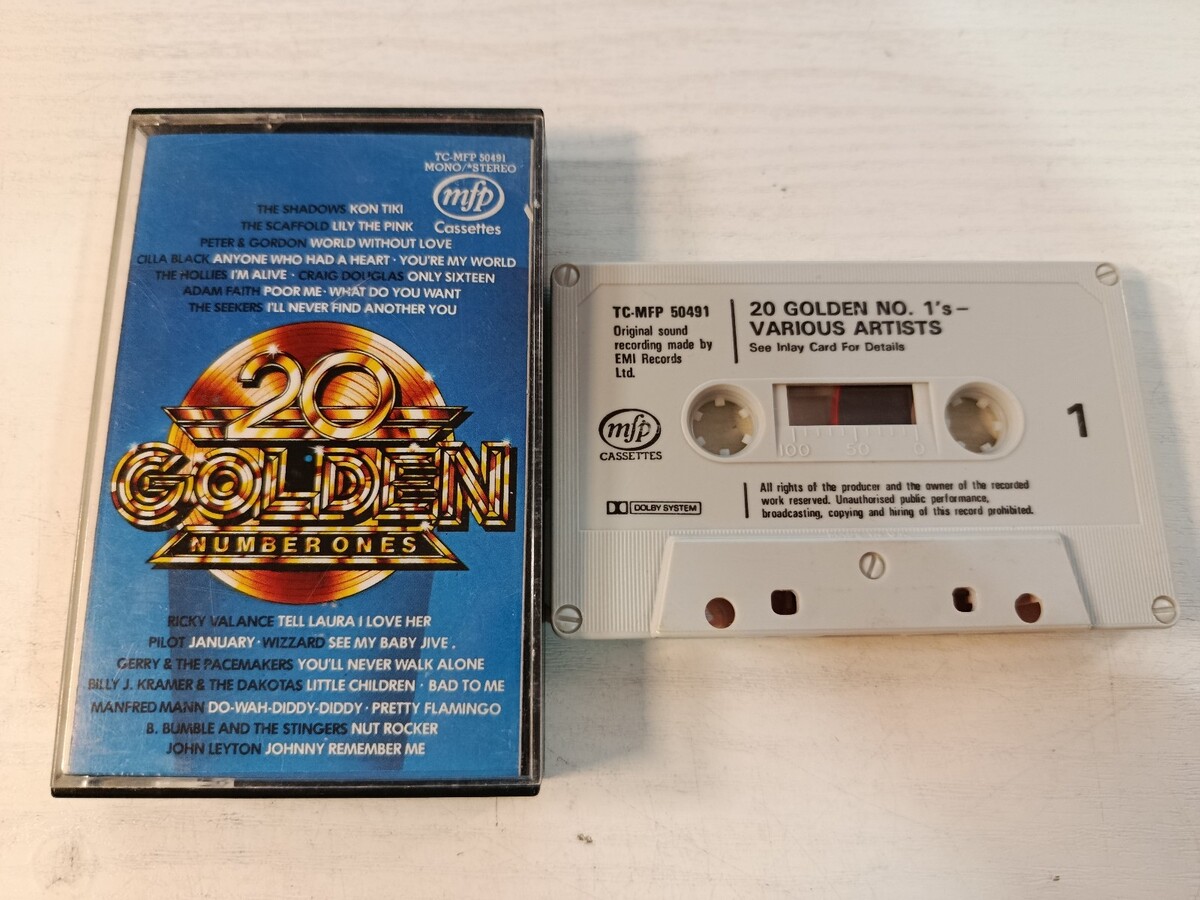 TC-MFP 50491
MONO/*STEREO
mfp
Cassettes
THE SHADOWS KON TIKI
THE SCAFFOLD LILY THE PINK
PETER & GORDON WORLD WITHOUT LOVE
CILLA BLACK ANYONE WHO HAD A HEART · YOU'RE MY WORLD
THE HOLLIES I'M ALIVE · CRAIG DOUGLAS ONLY SIXTEEN
ADAM FAITH POOR ME · WHAT DO YOU WANT
THE SEEKERS I'LL NEVER FIND ANOTHER YOU
20
GOLDEN
NUMBER ONES
RICKY VALANCE TELL LAURA I LOVE HER
PILOT JANUARY · WIZZARD SEE MY BABY JIVE .
GERRY & THE PACEMAKERS YOU'LL NEVER WALK ALONE
BILLY J. KRAMER & THE DAKOTAS LITTLE CHILDREN · BAD TO ME
MANFRED MANN DO-WAH-DIDDY-DIDDY · PRETTY FLAMINGO
B. BUMBLE AND THE STINGERS NUT ROCKER
JOHN LEYTON JOHNNY REMEMBER ME
TC-MFP 50491
Original sound
recording made by
EMI Records
Ltd.
20 GOLDEN NO. 1's –
VARIOUS ARTISTS
See Inlay Card For Details
mfp
CASSETTES
100 50 0
1
DOLBY SYSTEM
All rights of the producer and the owner of the recorded
work reserved. Unauthorised public performance,
broadcasting, copying and hiring of this record prohibited.